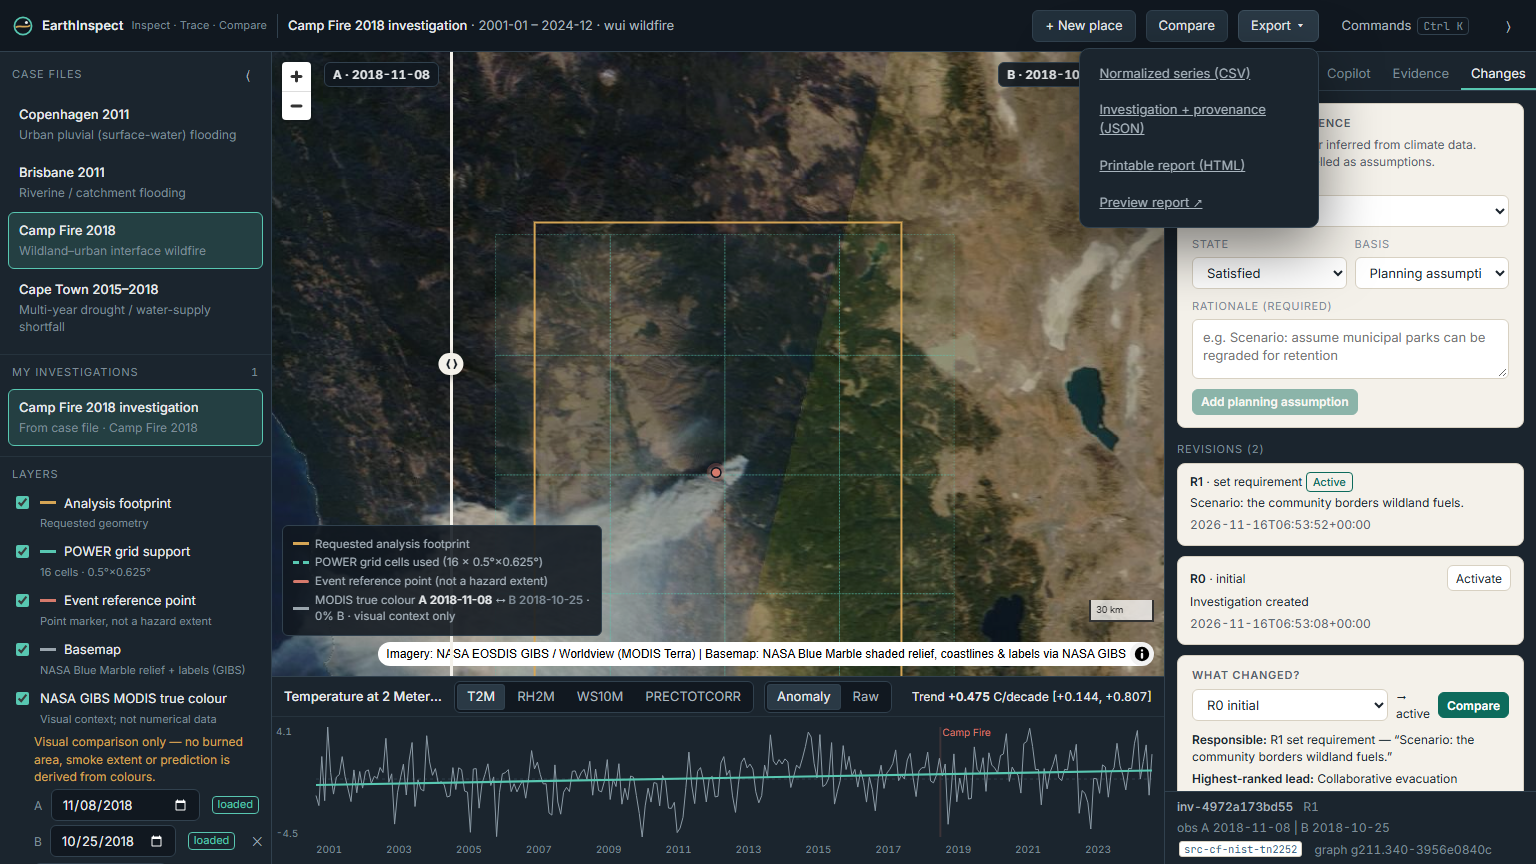 EarthInspect Inspect · Trace · Compare Camp Fire 2018 investigation · 2001-01 – 2024-12 · wui wildfire + New place Compare Export Commands Ctrl K
CASE FILES
Copenhagen 2011
Urban pluvial (surface-water) flooding
Brisbane 2011
Riverine / catchment flooding
Camp Fire 2018
Wildland–urban interface wildfire
Cape Town 2015–2018
Multi-year drought / water-supply
shortfall
MY INVESTIGATIONS 1
Camp Fire 2018 investigation
From case file · Camp Fire 2018
LAYERS
Analysis footprint
Requested geometry
POWER grid support
16 cells · 0.5°×0.625°
Event reference point
Point marker, not a hazard extent
Basemap
NASA Blue Marble relief + labels (GIBS)
NASA GIBS MODIS true colour
Visual context; not numerical data
Visual comparison only — no burned
area, smoke extent or prediction is
derived from colours.
A 11/08/2018 loaded
B 10/25/2018 loaded
+
−
A · 2018-11-08
B · 2018-10
Normalized series (CSV)
Investigation + provenance
(JSON)
Printable report (HTML)
Preview report ↗
Requested analysis footprint
POWER grid cells used (16 × 0.5°×0.625°)
Event reference point (not a hazard extent)
MODIS true colour A 2018-11-08 ↔ B 2018-10-25 ·
0% B · visual context only
30 km
Imagery: NASA EOSDIS GIBS / Worldview (MODIS Terra) | Basemap: NASA Blue Marble shaded relief, coastlines & labels via NASA GIBS
Temperature at 2 Meter... T2M RH2M WS10M PRECTOTCORR Anomaly Raw Trend +0.475 C/decade [+0.144, +0.807]
4.1
Camp Fire
-4.5
2001 2003 2005 2007 2009 2011 2013 2015 2017 2019 2021 2023
Copilot Evidence Changes
ENCE
r inferred from climate data.
lled as assumptions.
STATE BASIS
Satisfied Planning assumpti
RATIONALE (REQUIRED)
e.g. Scenario: assume municipal parks can be
regraded for retention
Add planning assumption
REVISIONS (2)
R1 · set requirement Active
Scenario: the community borders wildland fuels.
2026-11-16T06:53:52+00:00
R0 · initial Activate
Investigation created
2026-11-16T06:53:08+00:00
WHAT CHANGED?
R0 initial → active Compare
Responsible: R1 set requirement — “Scenario: the
community borders wildland fuels.”
Highest-ranked lead: Collaborative evacuation
inv-4972a173bd55 R1
obs A 2018-11-08 | B 2018-10-25
src-cf-nist-tn2252 graph g211.340-3956e0840c